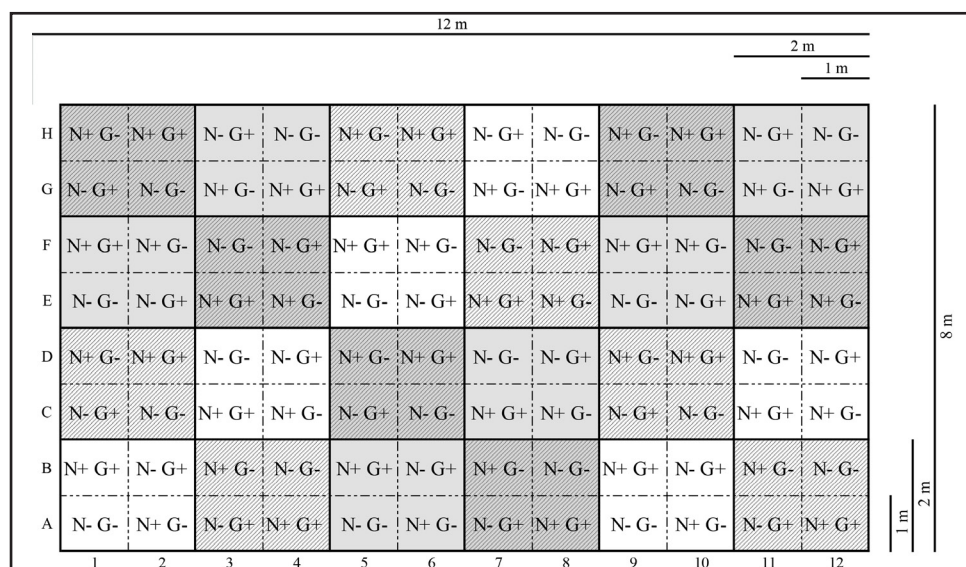 12 m
2 m
1 m
H N+ G- N+ G+ N- G+ N- G- N+ G- N+ G+ N- G+ N- G- N+ G- N+ G+ N- G+ N- G-
G N- G+ N- G- N+ G- N+ G+ N- G+ N- G- N+ G- N+ G+ N- G+ N- G- N+ G- N+ G+
F N+ G+ N+ G- N- G- N- G+ N+ G+ N+ G- N- G- N- G+ N+ G+ N+ G- N- G- N- G+
E N- G- N- G+ N+ G+ N+ G- N- G- N- G+ N+ G+ N+ G- N- G- N- G+ N+ G+ N+ G-
8 m
D N+ G- N+ G+ N- G- N- G+ N+ G- N+ G+ N- G- N- G+ N+ G- N+ G+ N- G- N- G+
C N- G+ N- G- N+ G+ N+ G- N- G+ N- G- N+ G+ N+ G- N- G+ N- G- N+ G+ N+ G-
B N+ G+ N- G+ N+ G- N- G- N+ G+ N- G+ N+ G- N- G- N+ G+ N- G+ N+ G- N- G-
A N- G- N+ G- N- G+ N+ G+ N- G- N+ G- N- G+ N+ G+ N- G- N+ G- N- G+ N+ G+
1 m
2 m
1 2 3 4 5 6 7 8 9 10 11 12